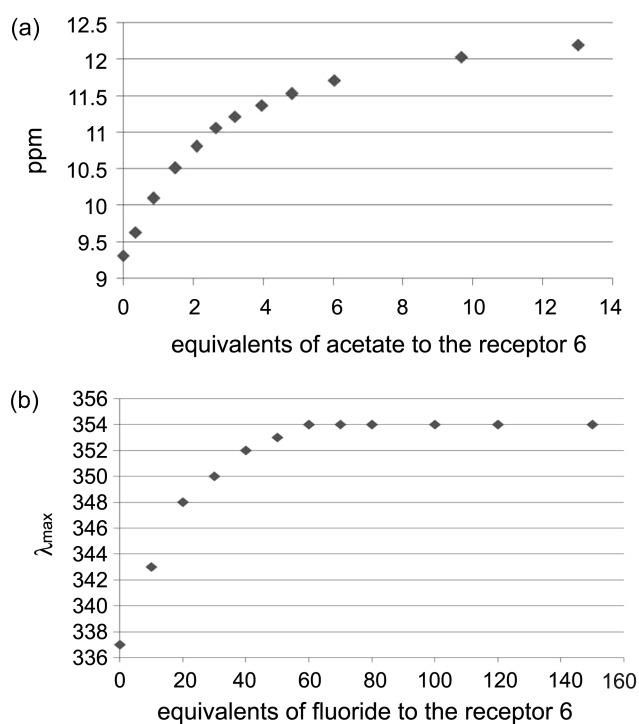 (a)
12.5
12
11.5
11
10.5
10
9.5
9
ppm
0 2 4 6 8 10 12 14
equivalents of acetate to the receptor 6
(b)
356
354
352
350
348
346
344
342
340
338
336
λmax
0 20 40 60 80 100 120 140 160
equivalents of fluoride to the receptor 6